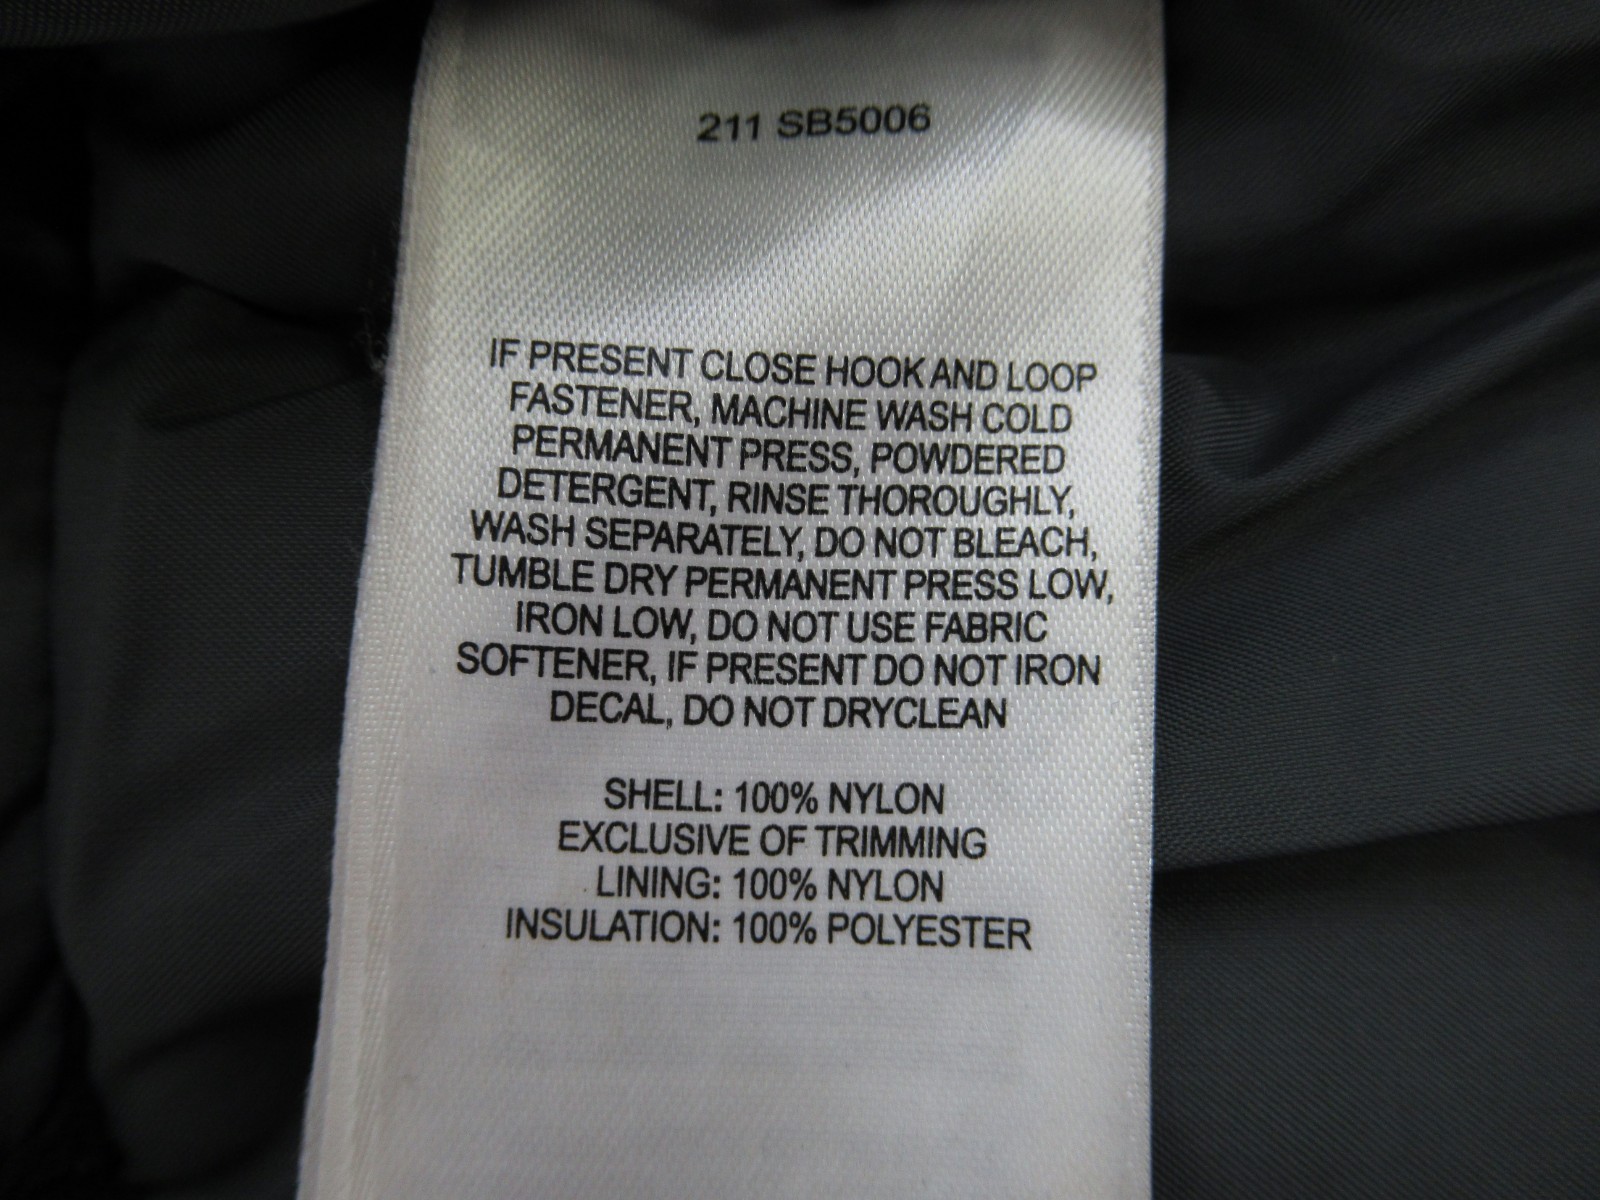 211 SB5006
IF PRESENT CLOSE HOOK AND LOOP
FASTENER, MACHINE WASH COLD
PERMANENT PRESS, POWDERED
DETERGENT, RINSE THOROUGHLY,
WASH SEPARATELY, DO NOT BLEACH,
TUMBLE DRY PERMANENT PRESS LOW,
IRON LOW, DO NOT USE FABRIC
SOFTENER, IF PRESENT DO NOT IRON
DECAL, DO NOT DRYCLEAN
SHELL: 100% NYLON
EXCLUSIVE OF TRIMMING
LINING: 100% NYLON
INSULATION: 100% POLYESTER